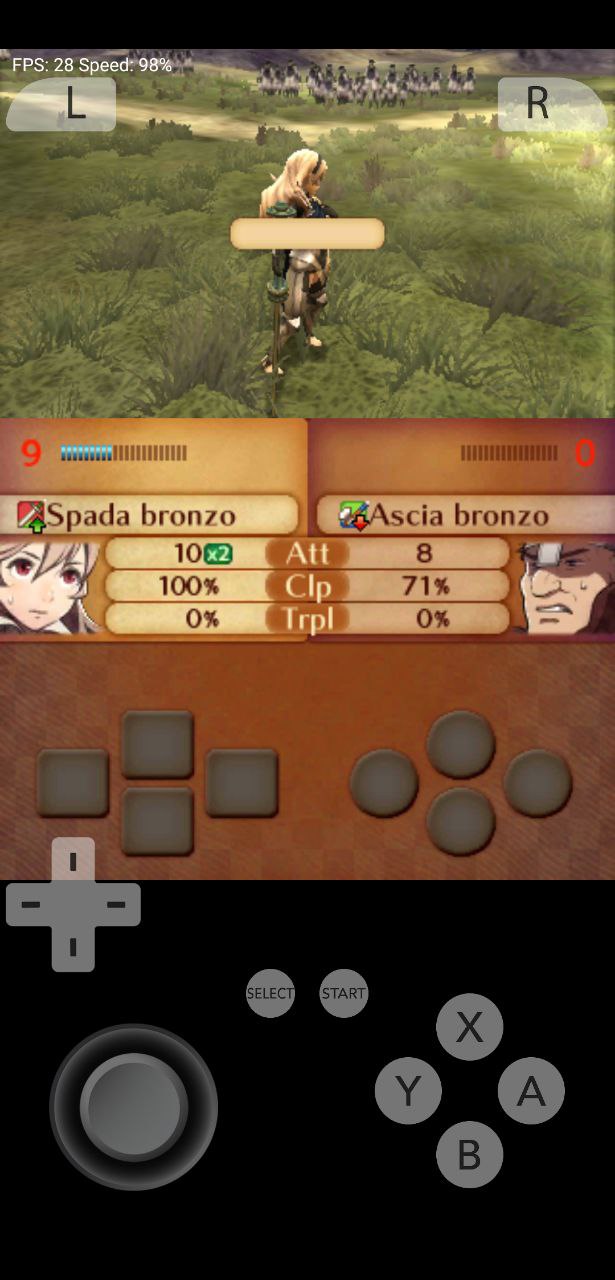 FPS: 28 Speed: 98%
L R
9 0
Spada bronzo Ascia bronzo
10 x2 Att 8
100% Clp 71%
0% Trpl 0%
SELECT START
X
Y A
B